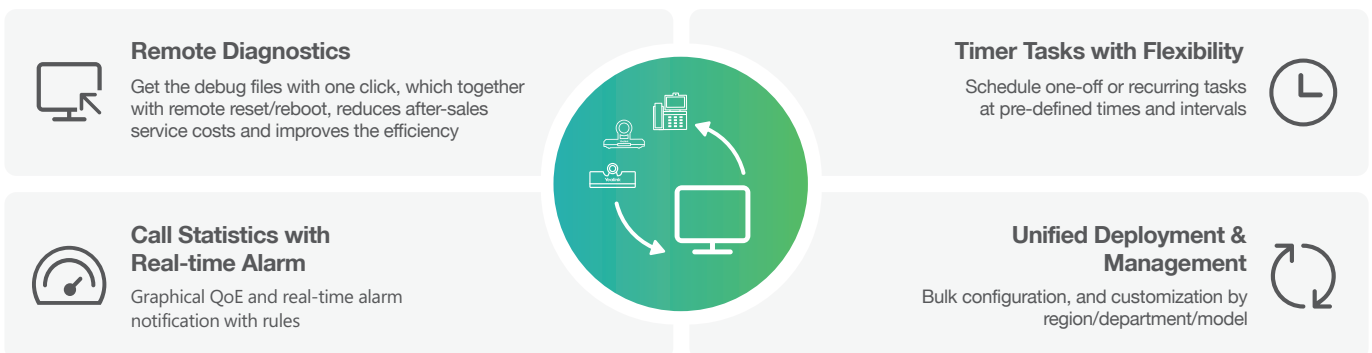 Remote Diagnostics
Get the debug files with one click, which together
with remote reset/reboot, reduces after-sales
service costs and improves the efficiency
Timer Tasks with Flexibility
Schedule one-off or recurring tasks
at pre-defined times and intervals
Yealink
Call Statistics with
Real-time Alarm
Graphical QoE and real-time alarm
notification with rules
Unified Deployment &
Management
Bulk configuration, and customization by
region/department/model